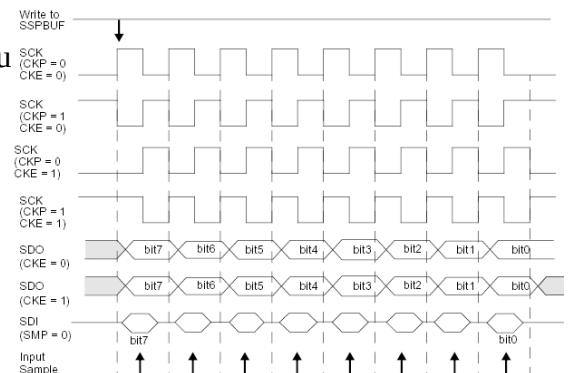 Write to
SSPBUF
u
SCK
(CKP = 0
CKE = 0)
SCK
(CKP = 1
CKE = 0)
SCK
(CKP = 0
CKE = 1)
SCK
(CKP = 1
CKE = 1)
SDO
(CKE = 0)
bit7 bit6 bit5 bit4 bit3 bit2 bit1 bit0
SDO
(CKE = 1)
bit7 bit6 bit5 bit4 bit3 bit2 bit1 bit0
SDI
(SMP = 0)
bit7 bit0
Input
Sample